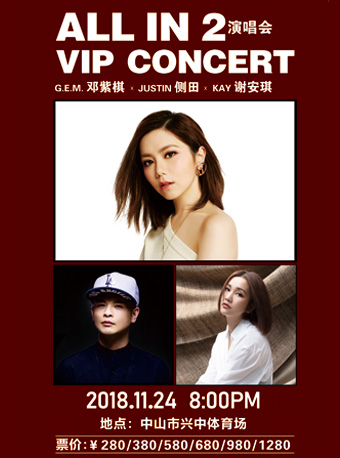 ALL IN 2 演唱会
VIP CONCERT
G.E.M. 邓紫棋 × JUSTIN 侧田 × KAY 谢安琪
2018.11.24 8:00PM
地点：中山市兴中体育场
票价:￥280/380/580/680/980/1280